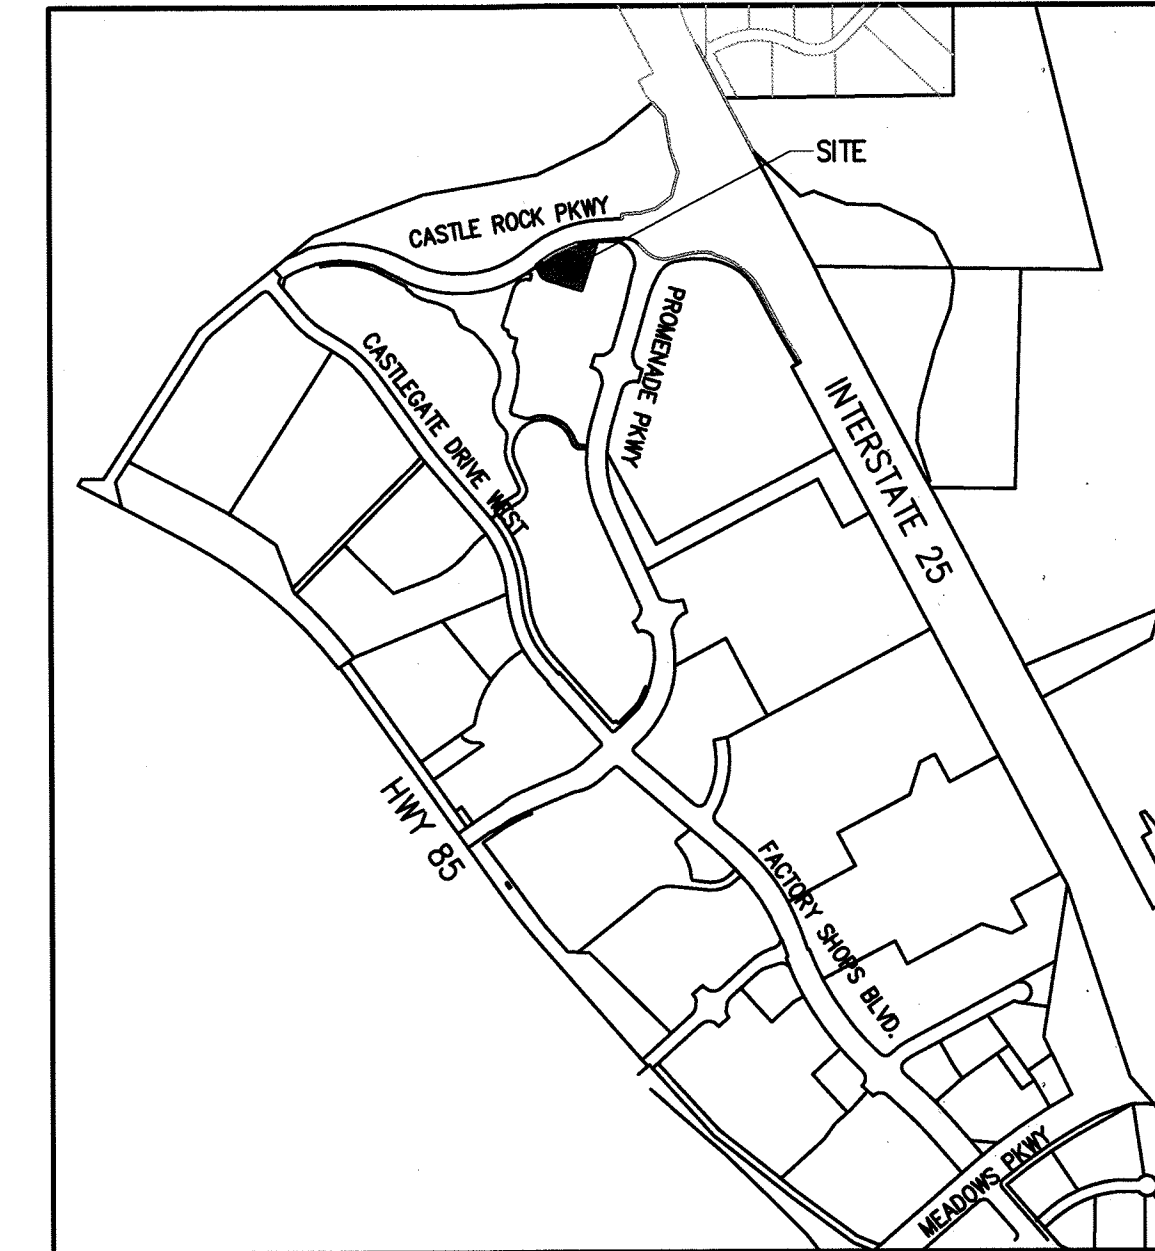 SITE
CASTLE ROCK PKWY
PROMENADE PKWY
CASTLEGATE DRIVE WEST
INTERSTATE 25
HWY 85
FACTORY SHOPS BLVD.
MEADOWS PKWY